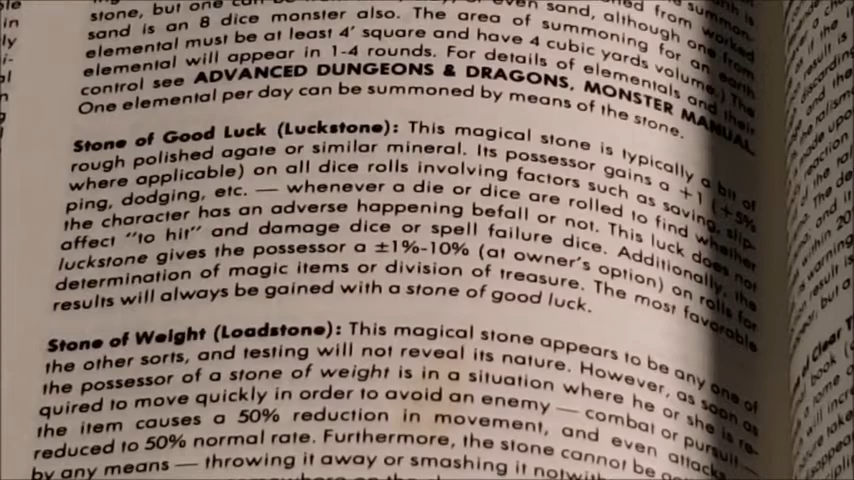 stone, but one can be
even sand, although one from worked
sand is an 8 dice monster also. The area of summoning for an earth
elemental must be at least 4' square and have 4 cubic yards volume.) The
elemental will appear in 1-4 rounds. For details of elementals and their
control see ADVANCED DUNGEONS & DRAGONS, MONSTER MANUAL.
One elemental per day can be summoned by means of the stone.
Stone of Good Luck (Luckstone): This magical stone is typically a bit of
rough polished agate or similar mineral. Its possessor gains a +1 (+5%
where applicable) on all dice rolls involving factors such as saving, slip-
ping, dodging, etc. — whenever a die or dice are rolled to find whether
the character has an adverse happening befall or not. This luck does not
affect "to hit" and damage dice or spell failure dice. Additionally, the
luckstone gives the possessor a ±1%-10% (at owner's option) on rolls for
determination of magic items or division of treasure. The most favorable
results will always be gained with a stone of good luck.
Stone of Weight (Loadstone): This magical stone appears to be any one of
the other sorts, and testing will not reveal its nature. However, as soon as
the possessor of a stone of weight is in a situation where he or she is re-
quired to move quickly in order to avoid an enemy — combat or pursuit —
the item causes a 50% reduction in movement, and even attacks
reduced to 50% normal rate. Furthermore, the stone cannot be
by any means — throwing it away or smashing it